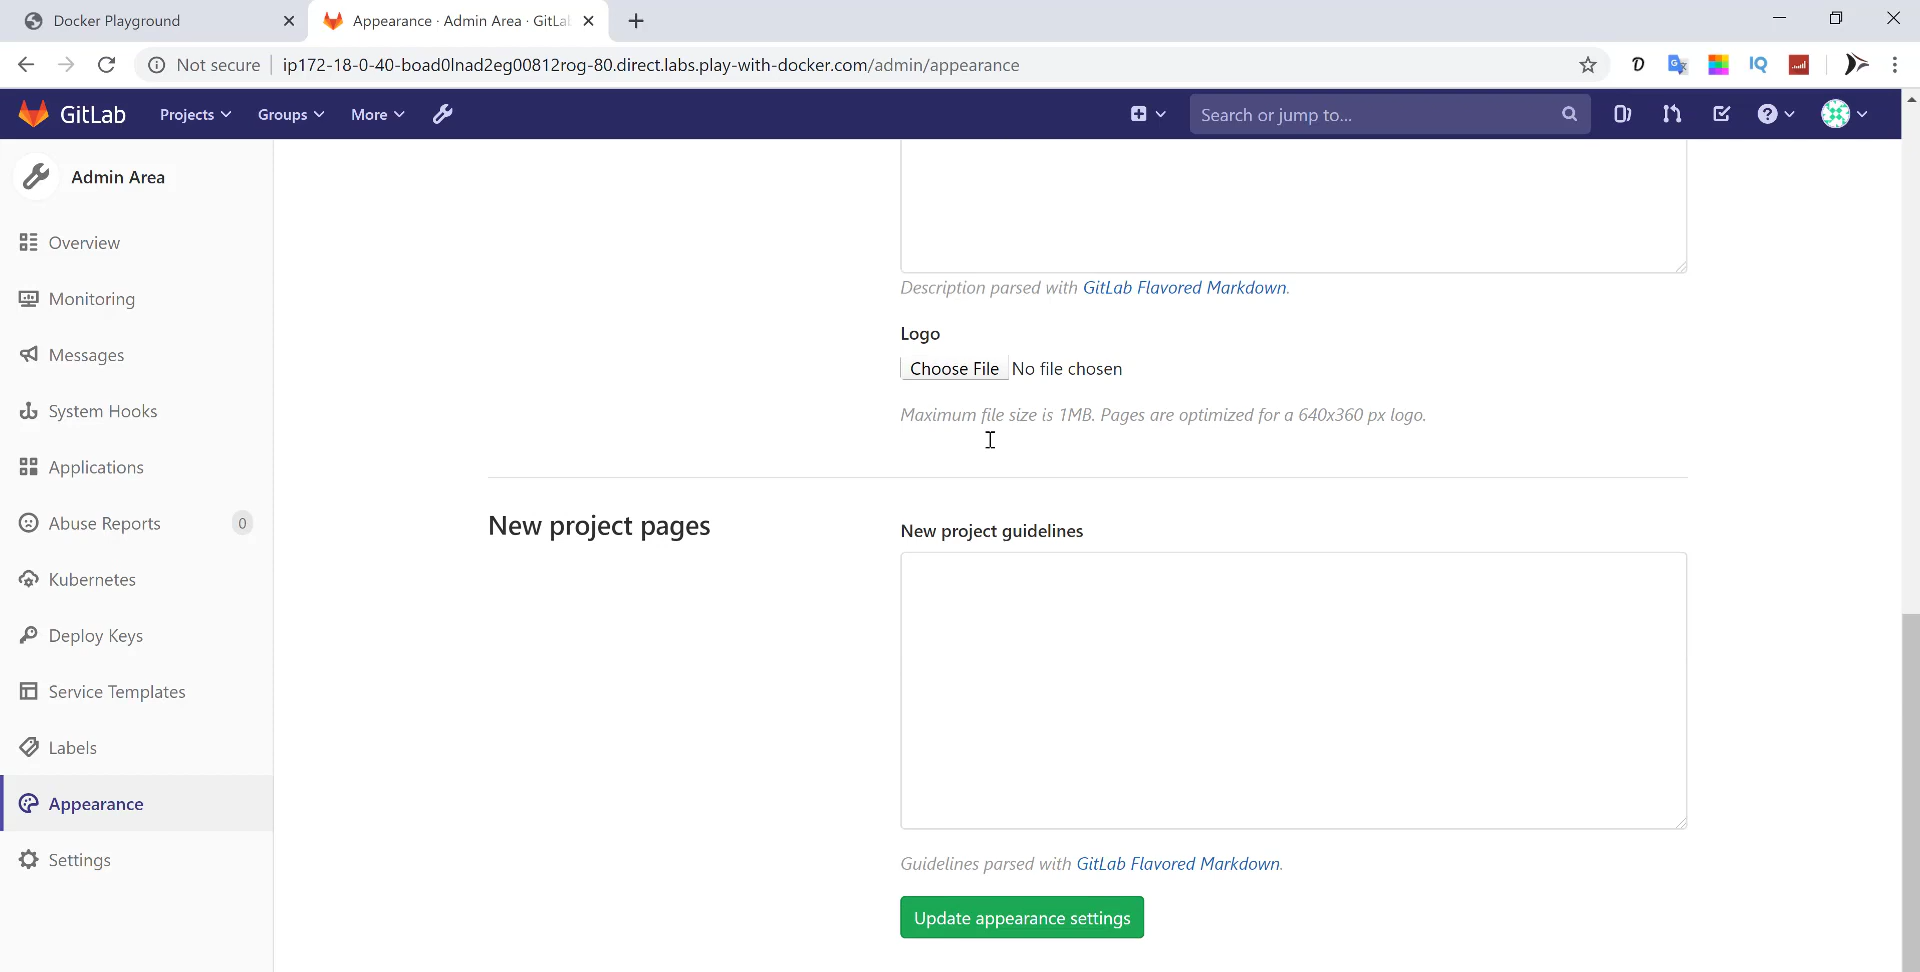 Docker Playground
Appearance · Admin Area · GitLa
Not secure
ip172-18-0-40-boad0lnad2eg00812rog-80.direct.labs.play-with-docker.com/admin/appearance
D
IQ
GitLab
Projects
Groups
More
Search or jump to...
Admin Area
Overview
Monitoring
Messages
System Hooks
Applications
Abuse Reports
0
Kubernetes
Deploy Keys
Service Templates
Labels
Appearance
Settings
Description parsed with GitLab Flavored Markdown.
Logo
Choose File No file chosen
Maximum file size is 1MB. Pages are optimized for a 640x360 px logo.
New project pages
New project guidelines
Guidelines parsed with GitLab Flavored Markdown.
Update appearance settings